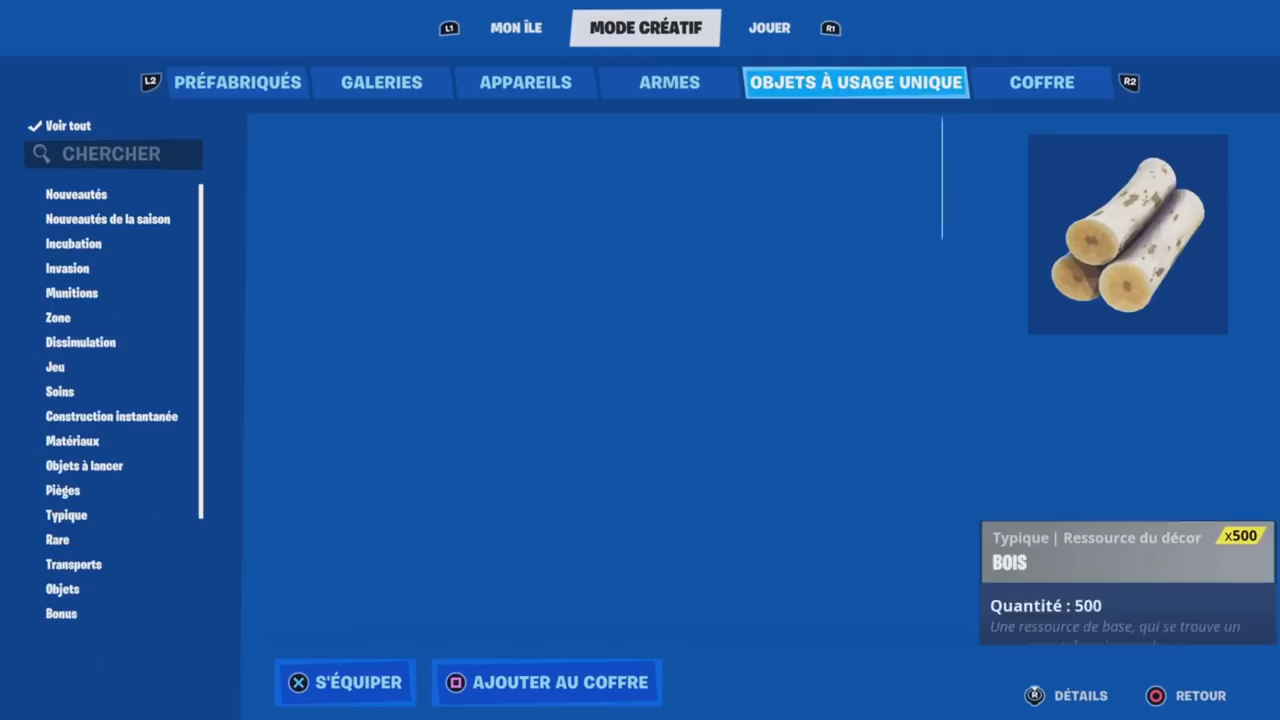 L1 MON ÎLE MODE CRÉATIF JOUER R1
L2 PRÉFABRIQUÉS GALERIES APPAREILS ARMES OBJETS À USAGE UNIQUE COFFRE R2
Voir tout
CHERCHER
Nouveautés
Nouveautés de la saison
Incubation
Invasion
Munitions
Zone
Dissimulation
Jeu
Soins
Construction instantanée
Matériaux
Objets à lancer
Pièges
Typique
Rare
Transports
Objets
Bonus
Typique | Ressource du décor x500
BOIS
Quantité : 500
Une ressource de base, qui se trouve un
S'ÉQUIPER AJOUTER AU COFFRE
R DÉTAILS RETOUR